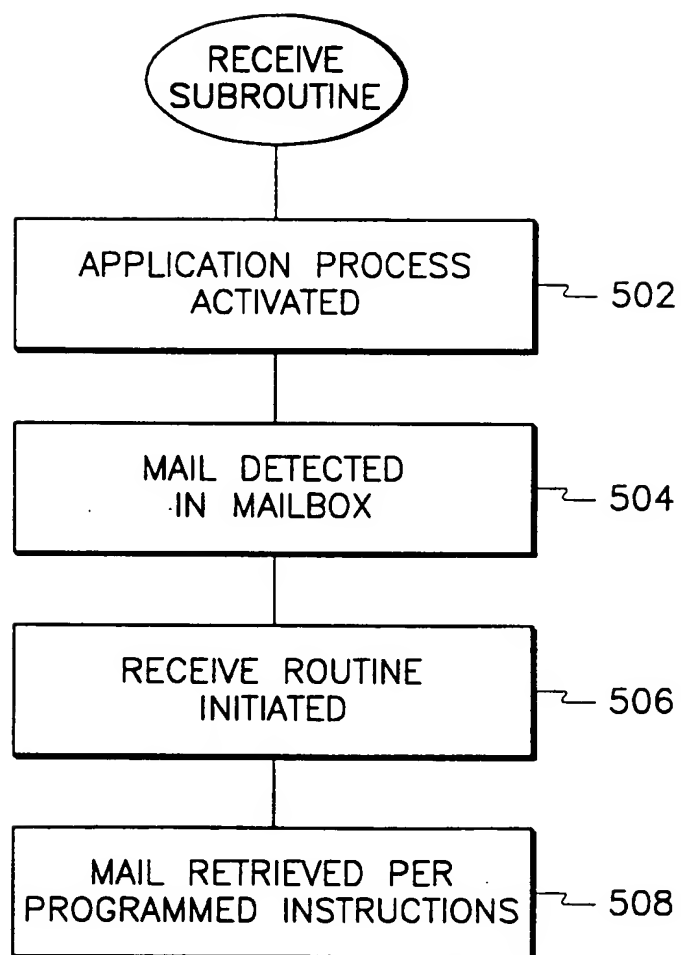 RECEIVE
SUBROUTINE
APPLICATION PROCESS
ACTIVATED
502
MAIL DETECTED
IN MAILBOX
504
RECEIVE ROUTINE
INITIATED
506
MAIL RETRIEVED PER
PROGRAMMED INSTRUCTIONS
508